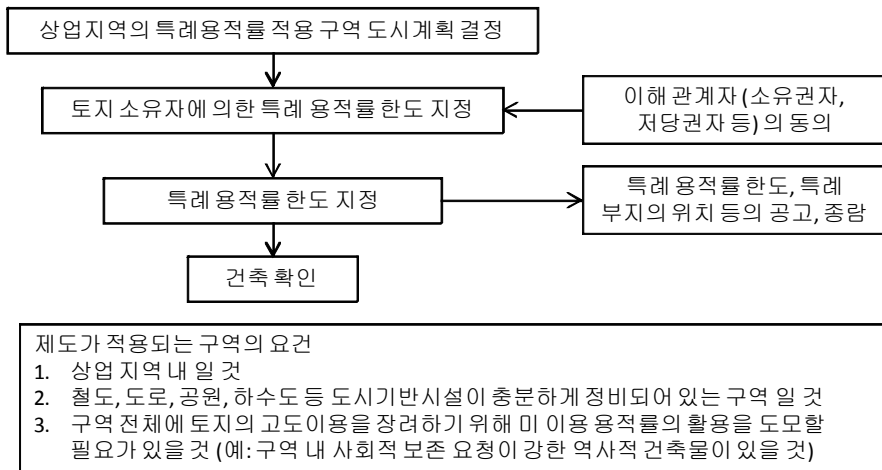 상업지역의 특례용적률 적용 구역 도시계획 결정
토지 소유자에 의한 특례 용적률 한도 지정
이해 관계자 (소유권자,
저당권자 등) 의 동의
특례 용적률 한도 지정
특례 용적률 한도, 특례
부지의 위치 등의 공고, 종람
건축 확인
제도가 적용되는 구역의 요건
1. 상업 지역 내 일 것
2. 철도, 도로, 공원, 하수도 등 도시기반시설이 충분하게 정비되어 있는 구역 일 것
3. 구역 전체에 토지의 고도이용을 장려하기 위해 미 이용 용적률의 활용을 도모할
필요가 있을 것 (예: 구역 내 사회적 보존 요청이 강한 역사적 건축물이 있을 것)